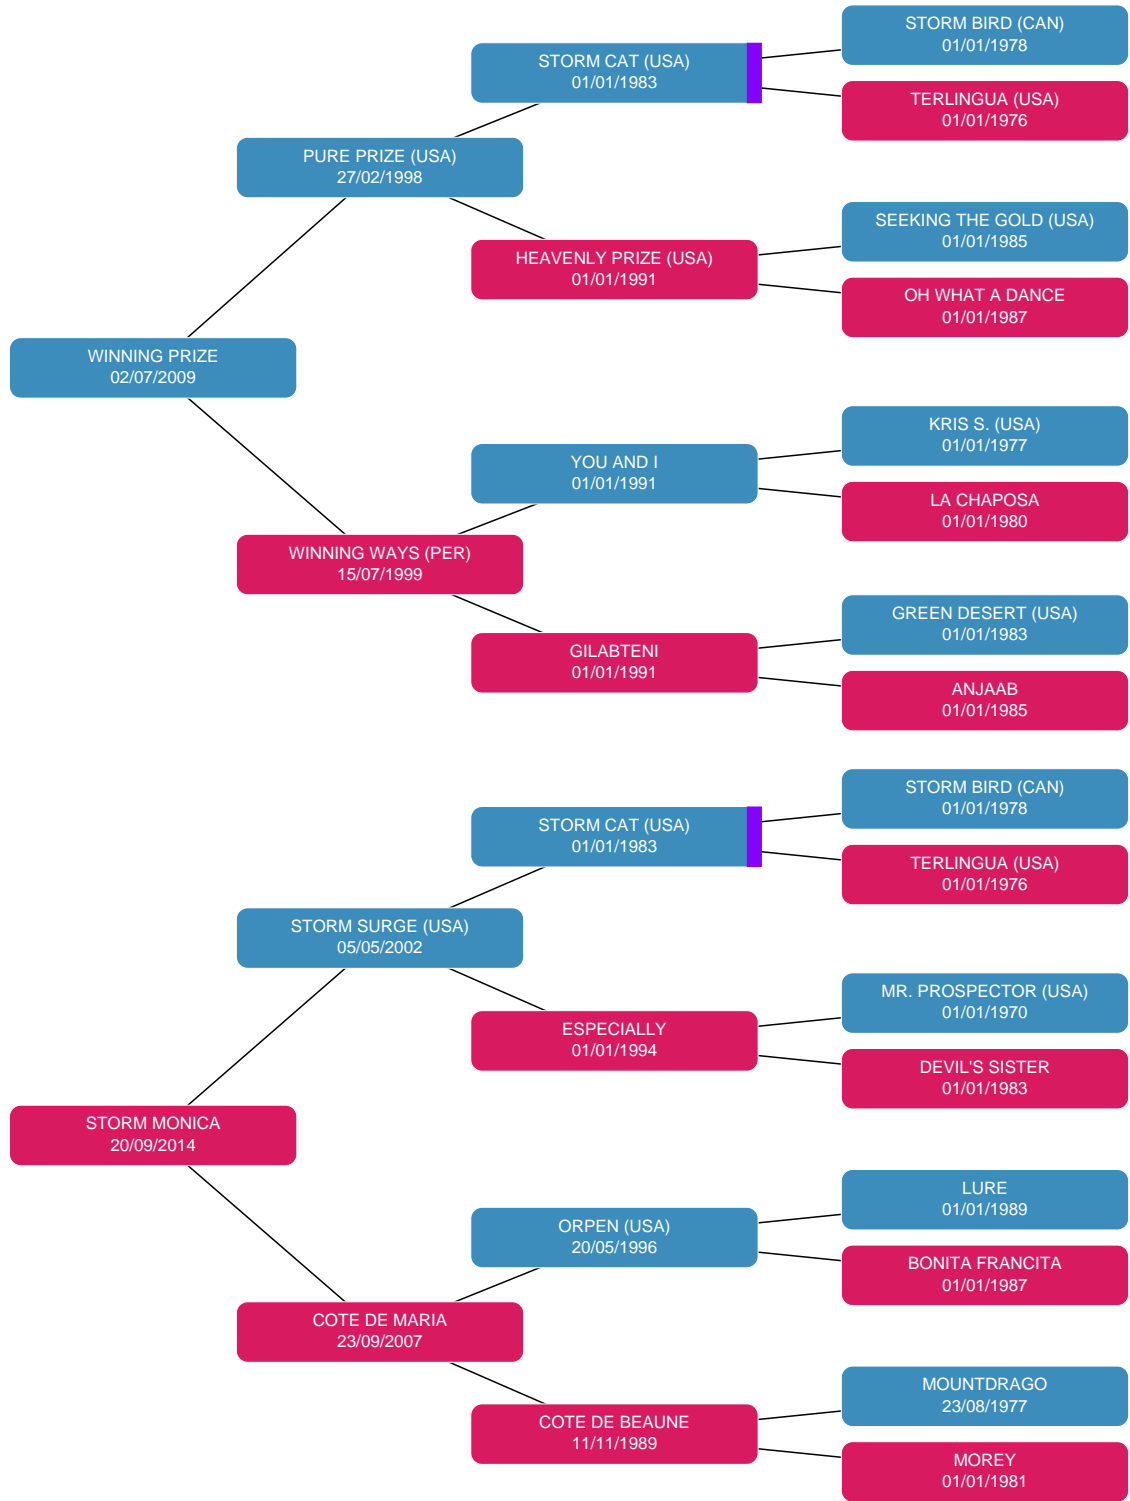 STORM BIRD (CAN)
01/01/1978
STORM CAT (USA)
01/01/1983
TERLINGUA (USA)
01/01/1976
PURE PRIZE (USA)
27/02/1998
SEEKING THE GOLD (USA)
01/01/1985
HEAVENLY PRIZE (USA)
01/01/1991
OH WHAT A DANCE
01/01/1987
WINNING PRIZE
02/07/2009
KRIS S. (USA)
01/01/1977
YOU AND I
01/01/1991
LA CHAPOSA
01/01/1980
WINNING WAYS (PER)
15/07/1999
GREEN DESERT (USA)
01/01/1983
GILABTENI
01/01/1991
ANJAAB
01/01/1985
STORM BIRD (CAN)
01/01/1978
STORM CAT (USA)
01/01/1983
TERLINGUA (USA)
01/01/1976
STORM SURGE (USA)
05/05/2002
MR. PROSPECTOR (USA)
01/01/1970
ESPECIALLY
01/01/1994
DEVIL'S SISTER
01/01/1983
STORM MONICA
20/09/2014
LURE
01/01/1989
ORPEN (USA)
20/05/1996
BONITA FRANCITA
01/01/1987
COTE DE MARIA
23/09/2007
MOUNTDRAGO
23/08/1977
COTE DE BEAUNE
11/11/1989
MOREY
01/01/1981